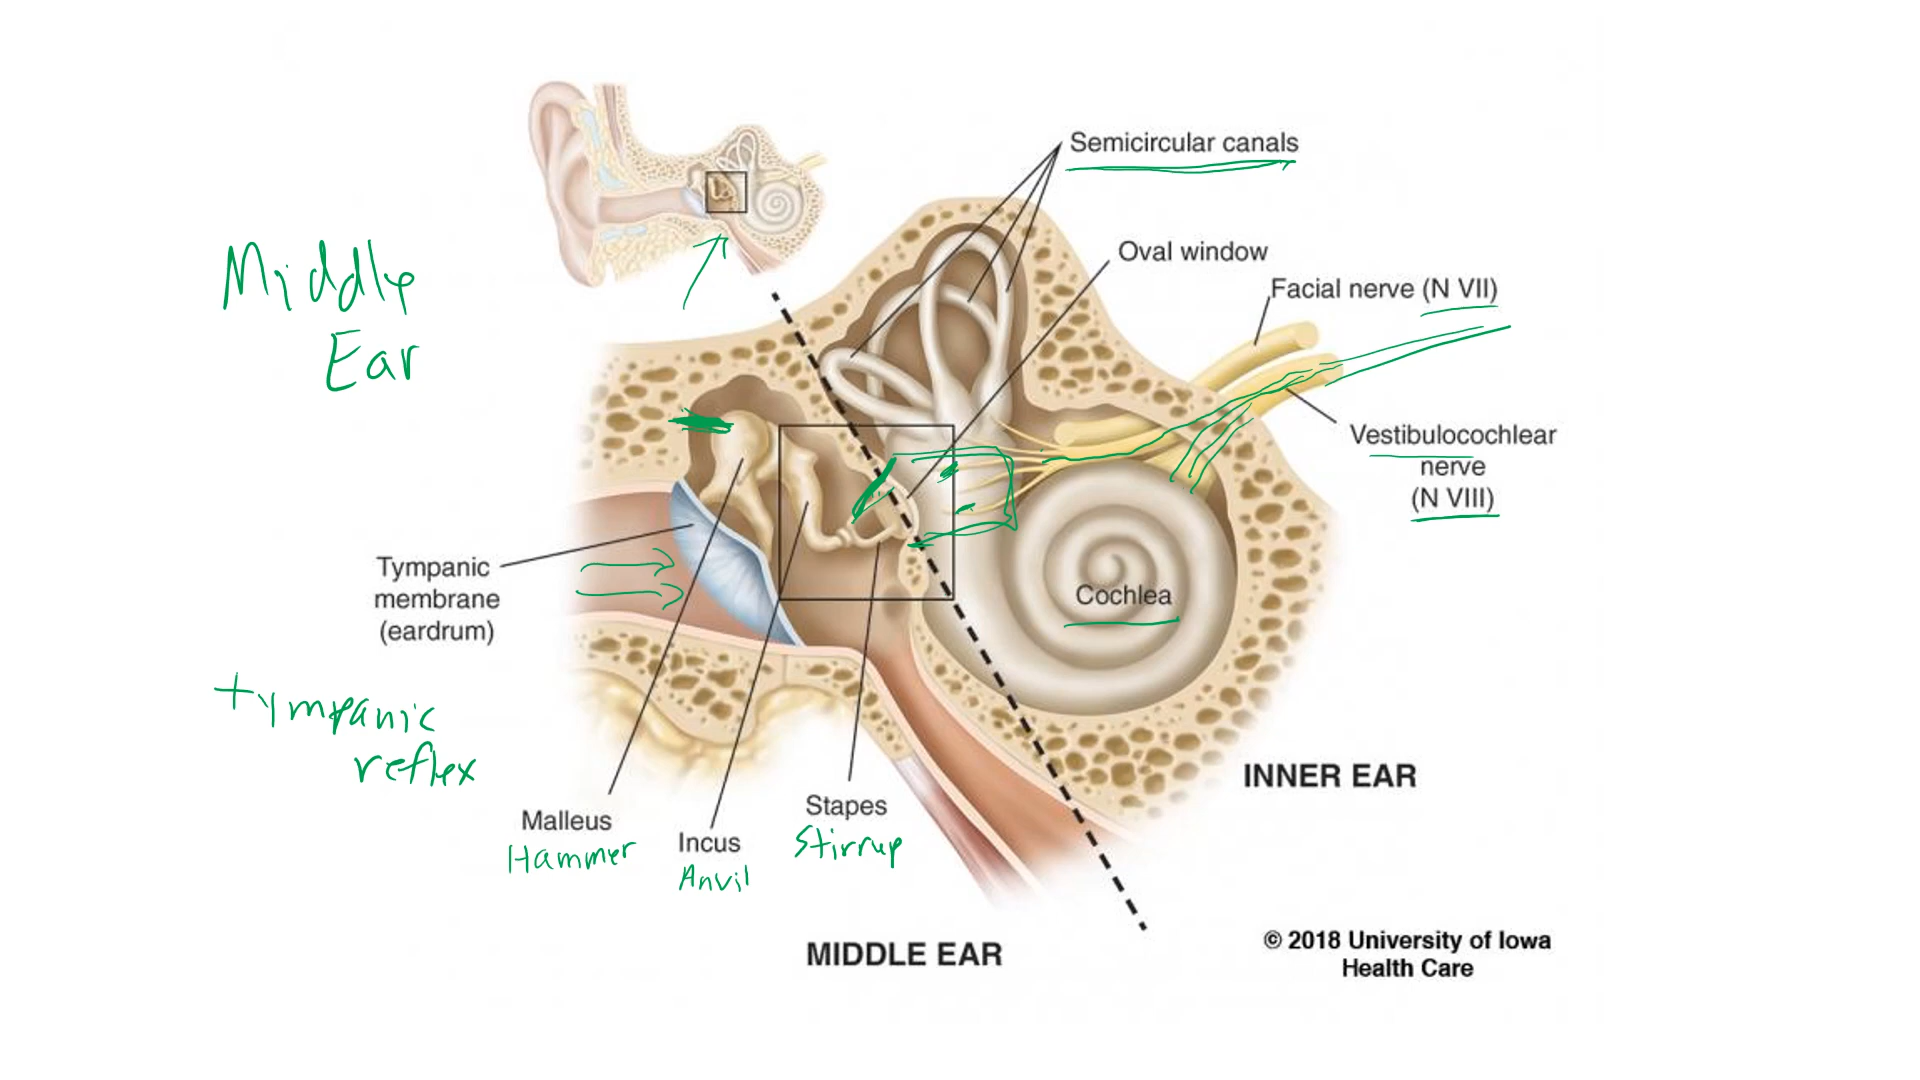 Semicircular canals
Oval window
Facial nerve (N VII)
Middle
Ear
Vestibulocochlear
nerve
(N VIII)
Tympanic
membrane
(eardrum)
Cochlea
tympanic
reflex
INNER EAR
Malleus
Hammer
Incus
Anvil
Stapes
Stirrup
MIDDLE EAR
© 2018 University of Iowa
Health Care